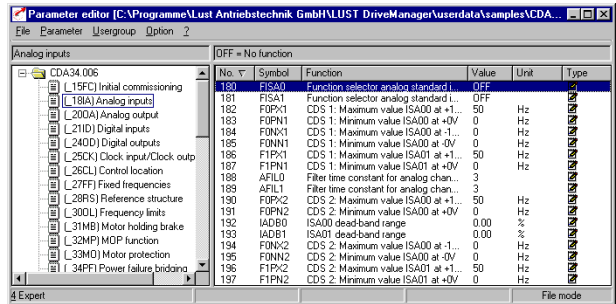 Parameter editor [C:\Programme\Lust Antriebstechnik GmbH\LUST DriveManager\userdata\samples\CDA...
File Parameter Usergroup Option ?
Analog inputs
OFF = No function
CDA34.006
(_15FC) Initial commissioning
(_18IA) Analog inputs
(_20OA) Analog output
(_21ID) Digital inputs
(_24OD) Digital outputs
(_25CK) Clock input/Clock outp
(_26CL) Control location
(_27FF) Fixed frequencies
(_28RS) Reference structure
(_30OL) Frequency limits
(_31MB) Motor holding brake
(_32MP) MOP function
(_33MO) Motor protection
(_34PF) Power failure bridging
No. Symbol Function Value Unit Type
180 FISA0 Function selector analog standard i... OFF
181 FISA1 Function selector analog standard i... OFF
182 F0PX1 CDS 1: Maximum value ISA00 at +1... 50 Hz
183 F0PN1 CDS 1: Minimum value ISA00 at +0V 0 Hz
184 F0NX1 CDS 1: Maximum value ISA00 at -1... 0 Hz
185 F0NN1 CDS 1: Minimum value ISA00 at -0V 0 Hz
186 F1PX1 CDS 1: Maximum value ISA01 at +1... 50 Hz
187 F1PN1 CDS 1: Minimum value ISA01 at +0V 0 Hz
188 AFIL0 Filter time constant for analog chan... 3
189 AFIL1 Filter time constant for analog chan... 3
190 F0PX2 CDS 2: Maximum value ISA00 at +1... 50 Hz
191 F0PN2 CDS 2: Minimum value ISA00 at +0V 0 Hz
192 IADB0 ISA00 dead-band range 0.00 %
193 IADB1 ISA01 dead-band range 0.00 %
194 F0NX2 CDS 2: Maximum value ISA00 at -1... 0 Hz
195 F0NN2 CDS 2: Minimum value ISA00 at -0V 0 Hz
196 F1PX2 CDS 2: Maximum value ISA01 at +1... 50 Hz
197 F1PN2 CDS 2: Minimum value ISA01 at +0V 0 Hz
4 Expert
File mode